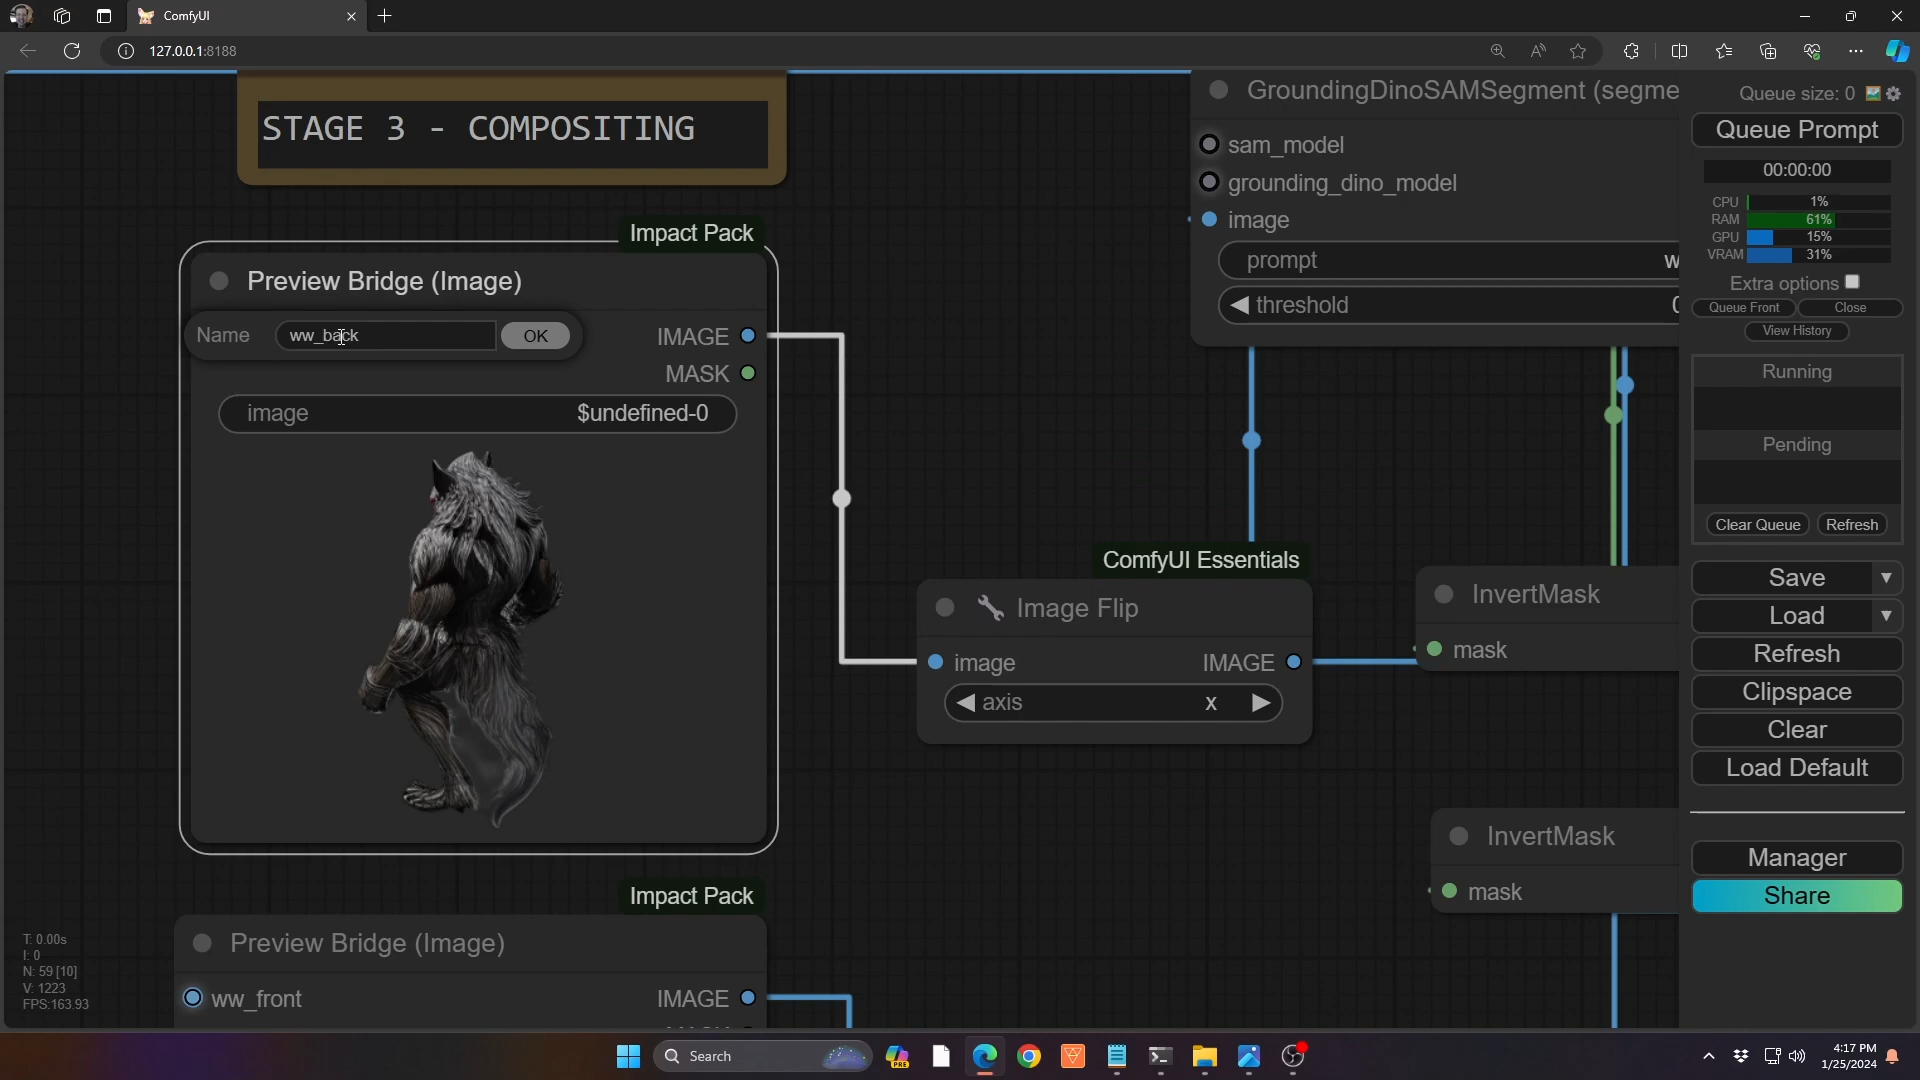 ComfyUI
127.0.0.1:8188
STAGE 3 - COMPOSITING
Impact Pack
Preview Bridge (Image)
Name
ww_back
OK
IMAGE
MASK
image
$undefined-0
Impact Pack
Preview Bridge (Image)
ww_front
IMAGE
GroundingDinoSAMSegment (segme
sam_model
grounding_dino_model
image
prompt
threshold
ComfyUI Essentials
Image Flip
image
IMAGE
axis
x
InvertMask
mask
InvertMask
mask
Queue size: 0
Queue Prompt
00:00:00
CPU 1%
RAM 61%
GPU 15%
VRAM 31%
Extra options
Queue Front
Close
View History
Running
Pending
Clear Queue
Refresh
Save
Load
Refresh
Clipspace
Clear
Load Default
Manager
Share
T: 0.00s
I: 0
N: 59 [10]
V: 1223
FPS:163.93
Search
PRE
4:17 PM
1/25/2024